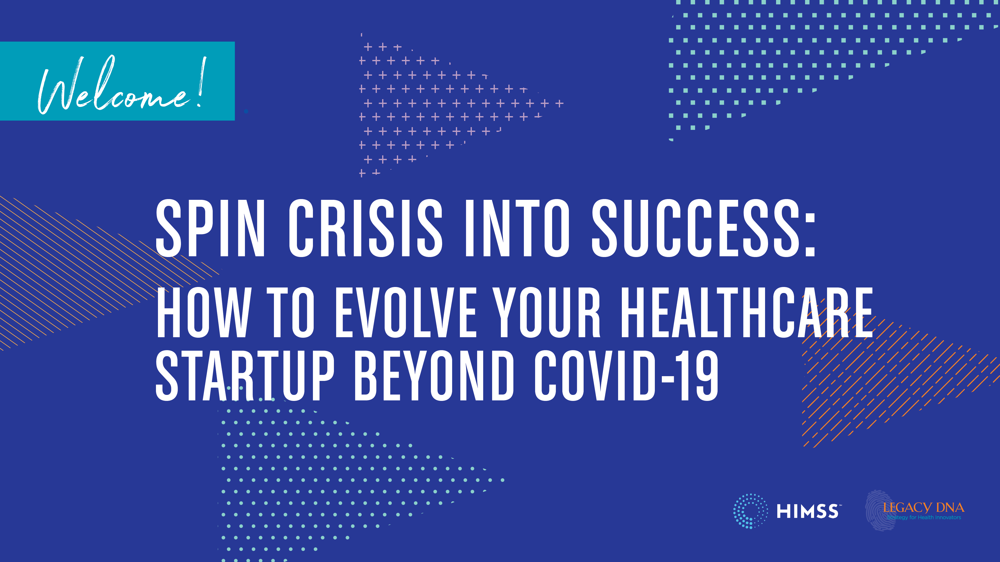 Welcome!
SPIN CRISIS INTO SUCCESS:
HOW TO EVOLVE YOUR HEALTHCARE
STARTUP BEYOND COVID-19
HIMSS℠
LEGACY DNA
Strategy for Health Innovators